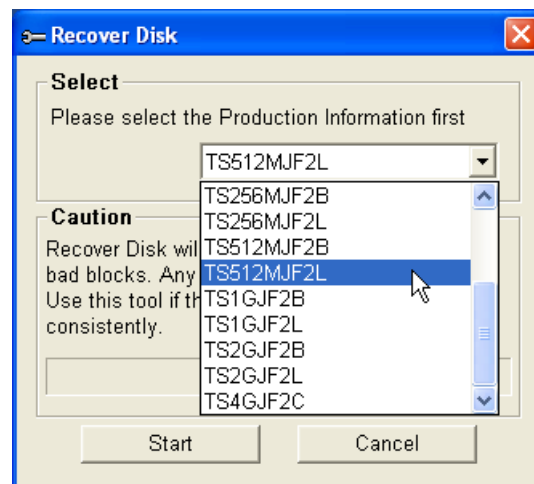 Recover Disk
Select
Please select the Production Information first
TS512MJF2L
TS256MJF2B
TS256MJF2L
Caution
TS512MJF2B
Recover Disk wil
TS512MJF2L
bad blocks. Any
TS1GJF2B
Use this tool if th
TS1GJF2L
consistently.
TS2GJF2B
TS2GJF2L
TS4GJF2C
Start
Cancel